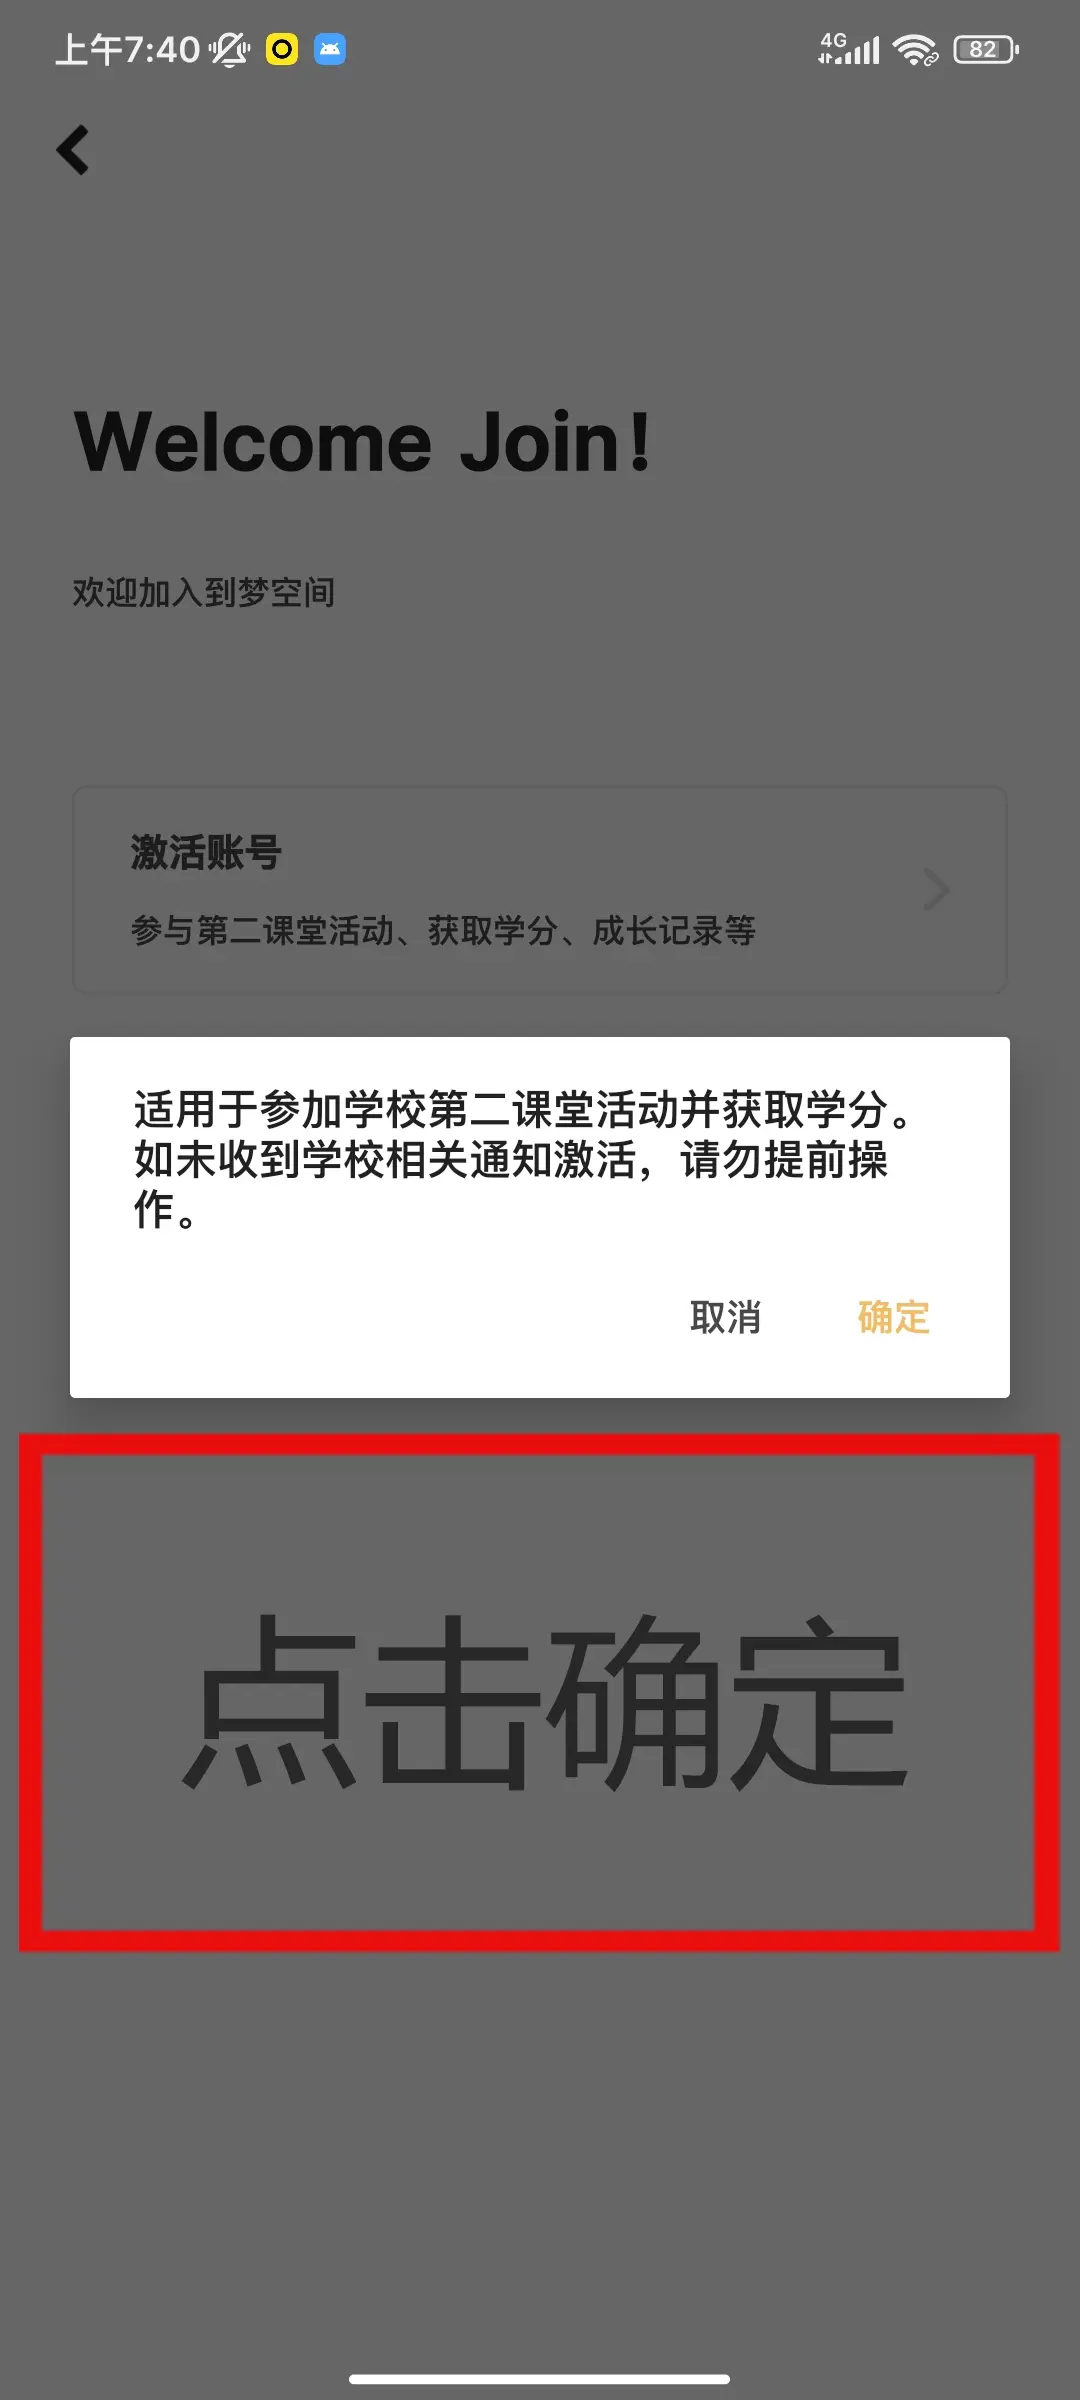 上午7:40
4G
82
Welcome Join!
欢迎加入到梦空间
激活账号
参与第二课堂活动、获取学分、成长记录等
适用于参加学校第二课堂活动并获取学分。
如未收到学校相关通知激活，请勿提前操
作。
取消 确定
点击确定